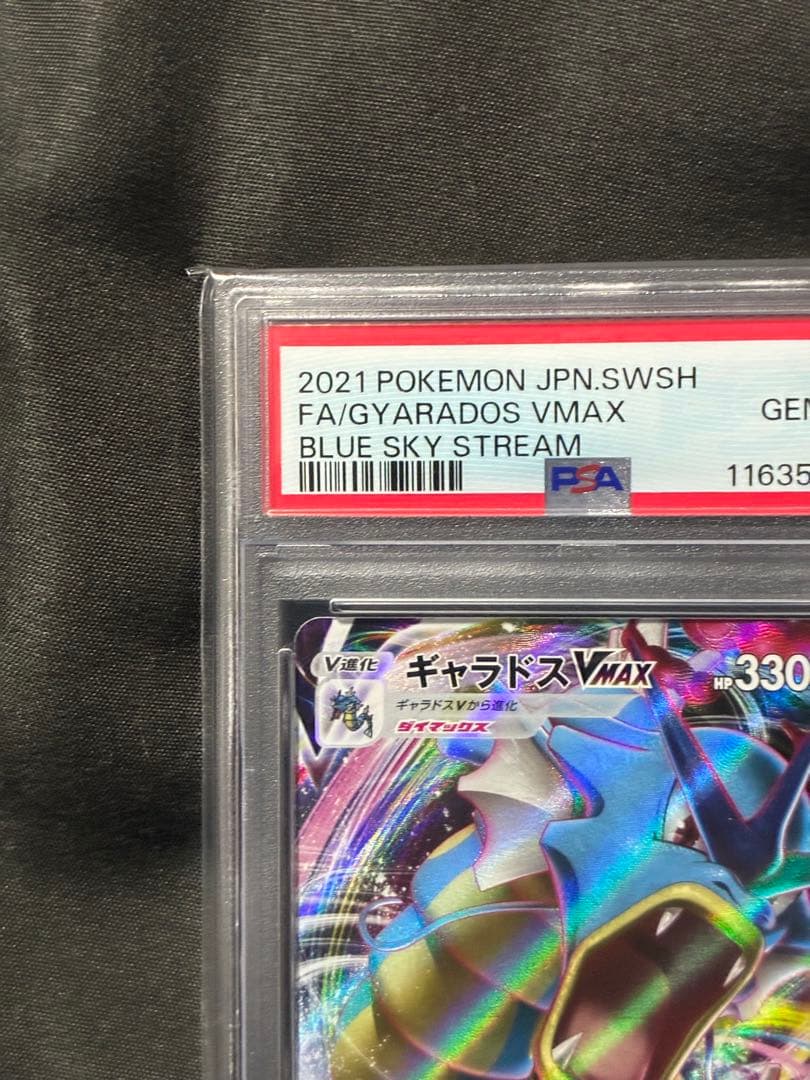 2021 POKEMON JPN.SWSH
FA/GYARADOS VMAX
GEM
BLUE SKY STREAM
PSA
11635
V進化
ギャラドスVMAX
HP 330
ギャラドスVから進化
ダイマックス